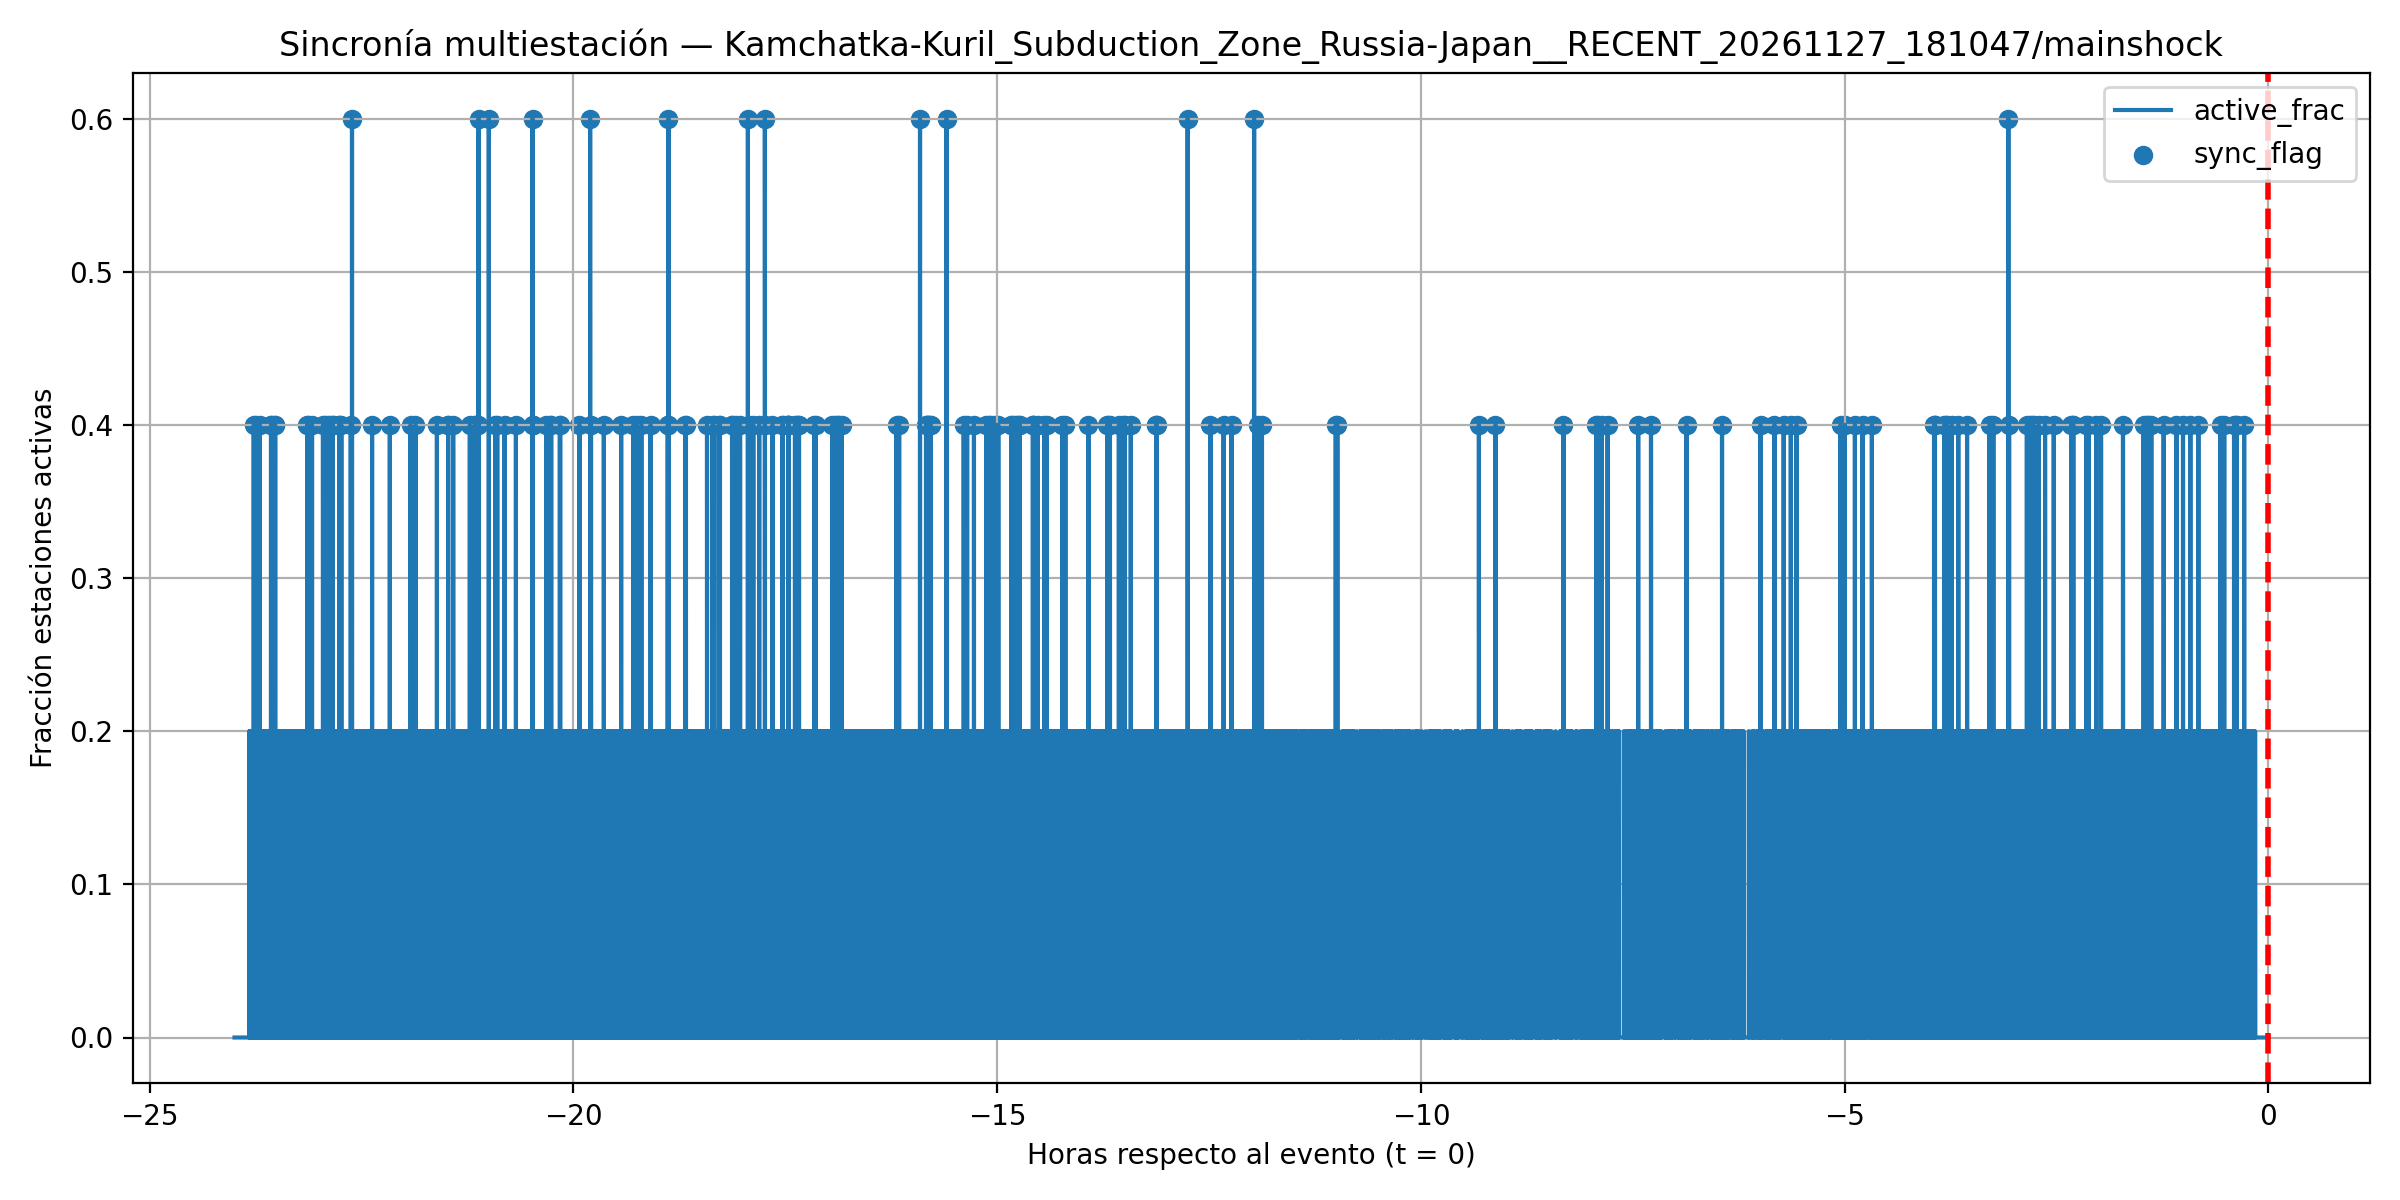 Sincronía multiestación — Kamchatka-Kuril_Subduction_Zone_Russia-Japan__RECENT_20261127_181047/mainshock
active_frac
sync_flag
Fracción estaciones activas
0.6
0.5
0.4
0.3
0.2
0.1
0.0
−25
−20
−15
−10
−5
0
Horas respecto al evento (t = 0)